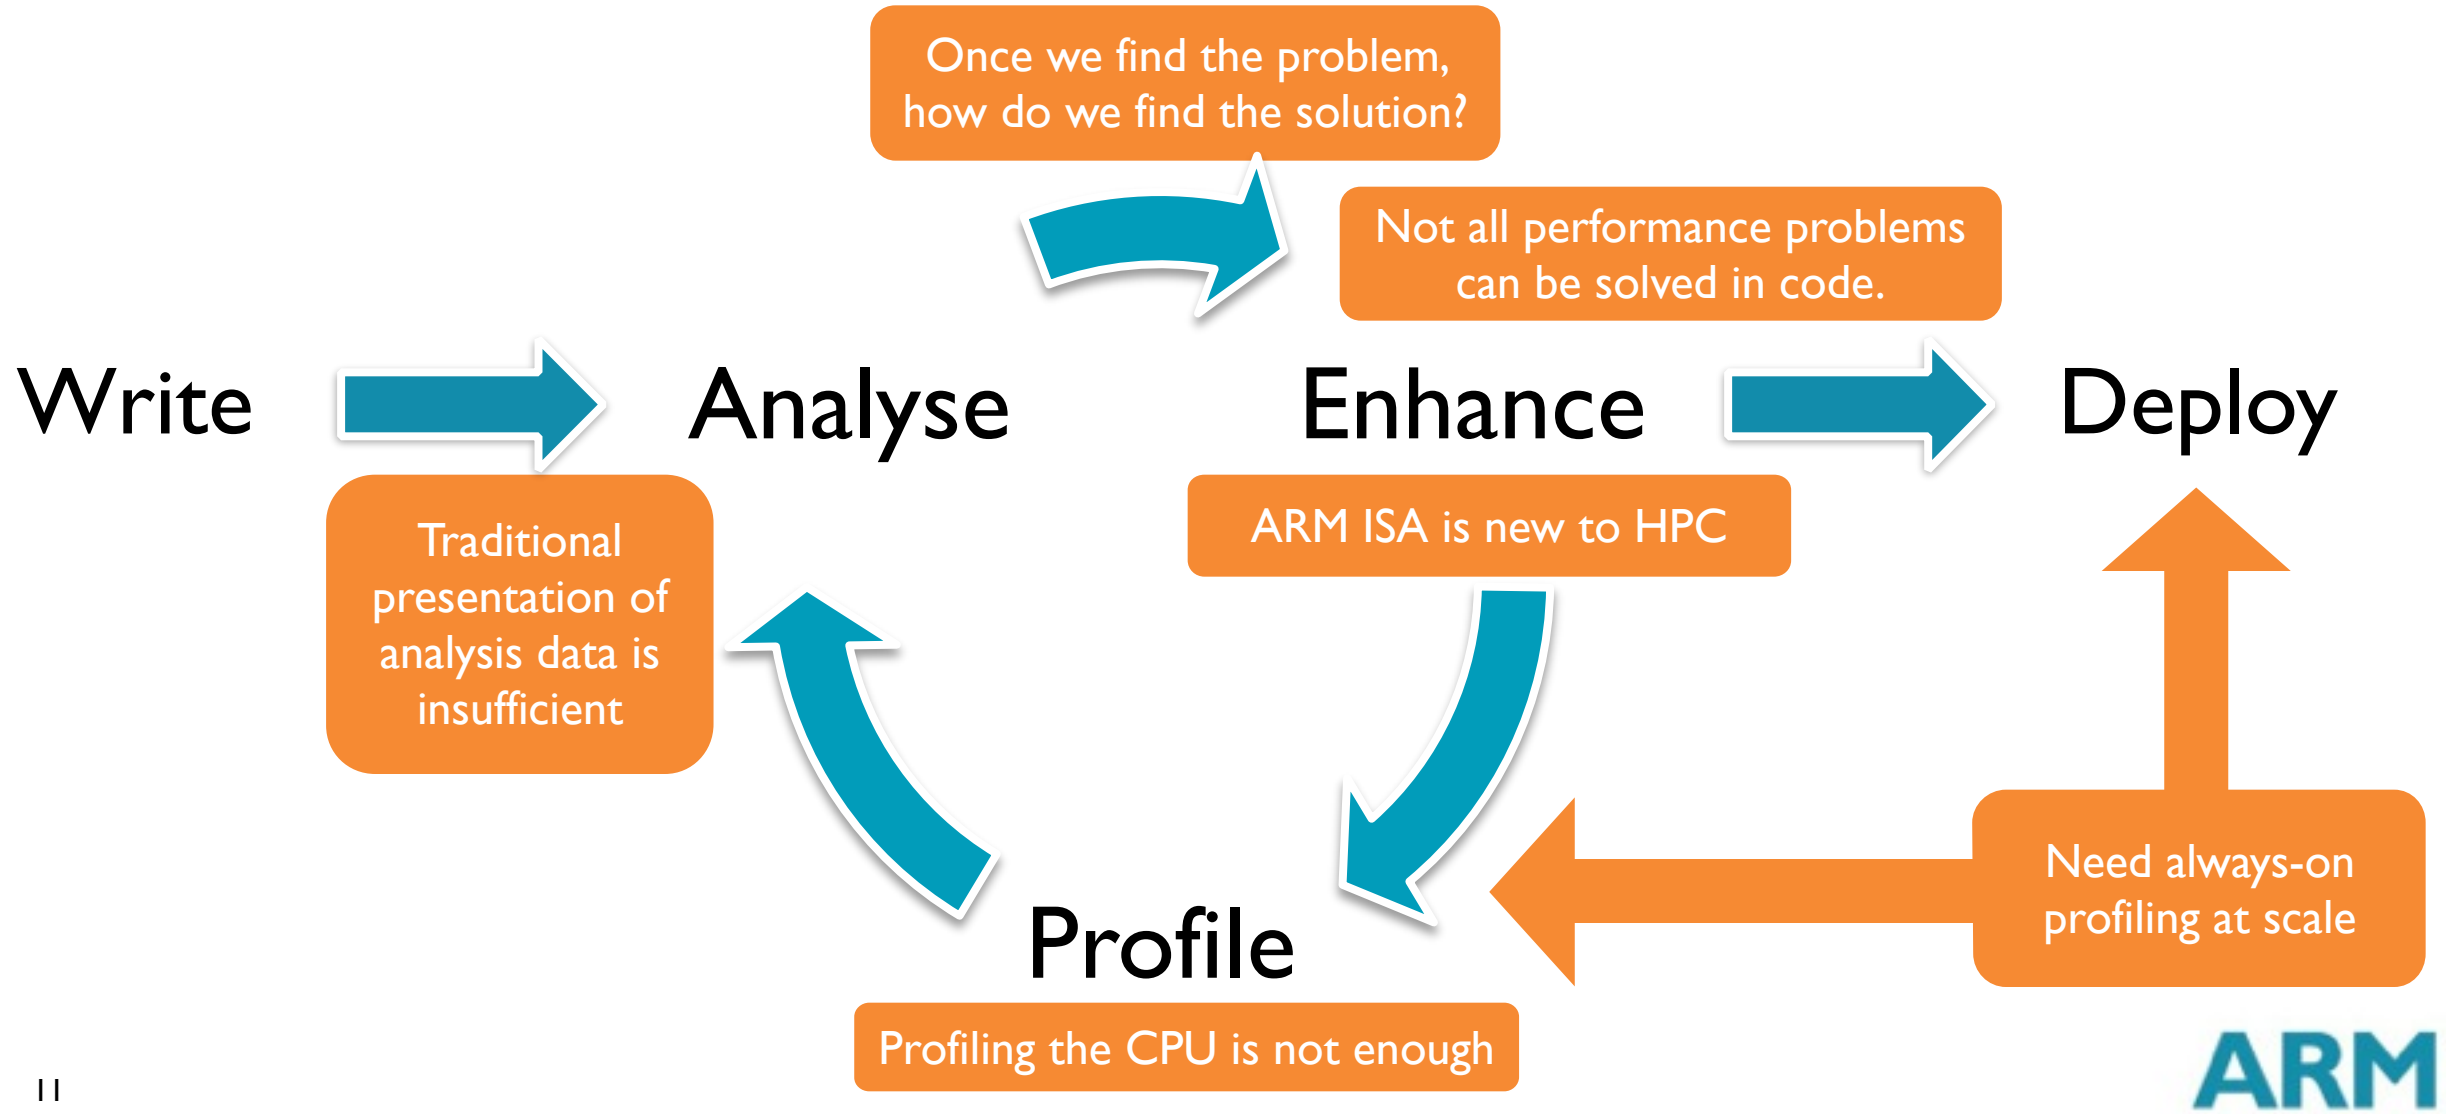 Once we find the problem,
how do we find the solution?
Not all performance problems
can be solved in code.
Write
Analyse
Enhance
Deploy
Traditional
presentation of
analysis data is
insufficient
ARM ISA is new to HPC
Need always-on
profiling at scale
Profile
Profiling the CPU is not enough
11
ARM